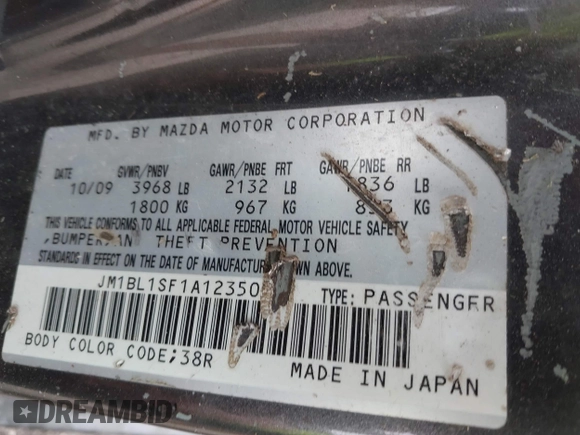 MFD. BY MAZDA MOTOR CORPORATION
DATE GVWR/PNBV GAWR/PNBE FRT GAWR/PNBE RR
10/09 3968 LB 2132 LB 1836 LB
1800 KG 967 KG KG
THIS VEHICLE CONFORMS TO ALL APPLICABLE FEDERAL MOTOR VEHICLE SAFETY
THEFT PREVENTION
STANDARDS IN EFFECT ON THE DATE OF MANUFACTURE SHOWN ABOVE.
JM1BL1SF1A12350 TYPE: PASSENGER
BODY COLOR CODE;38R
MADE IN JAPAN
DREAMBID